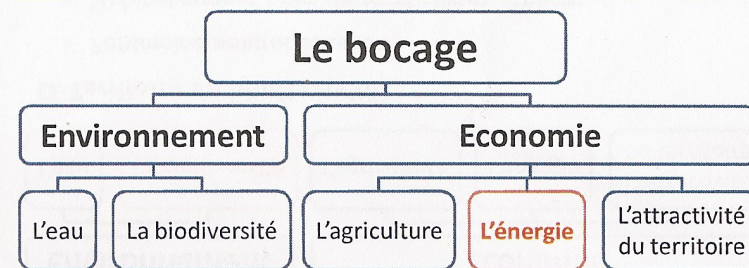 Le bocage
Environnement
Economie
L'eau
La biodiversité
L'agriculture
L'énergie
L'attractivité
du territoire